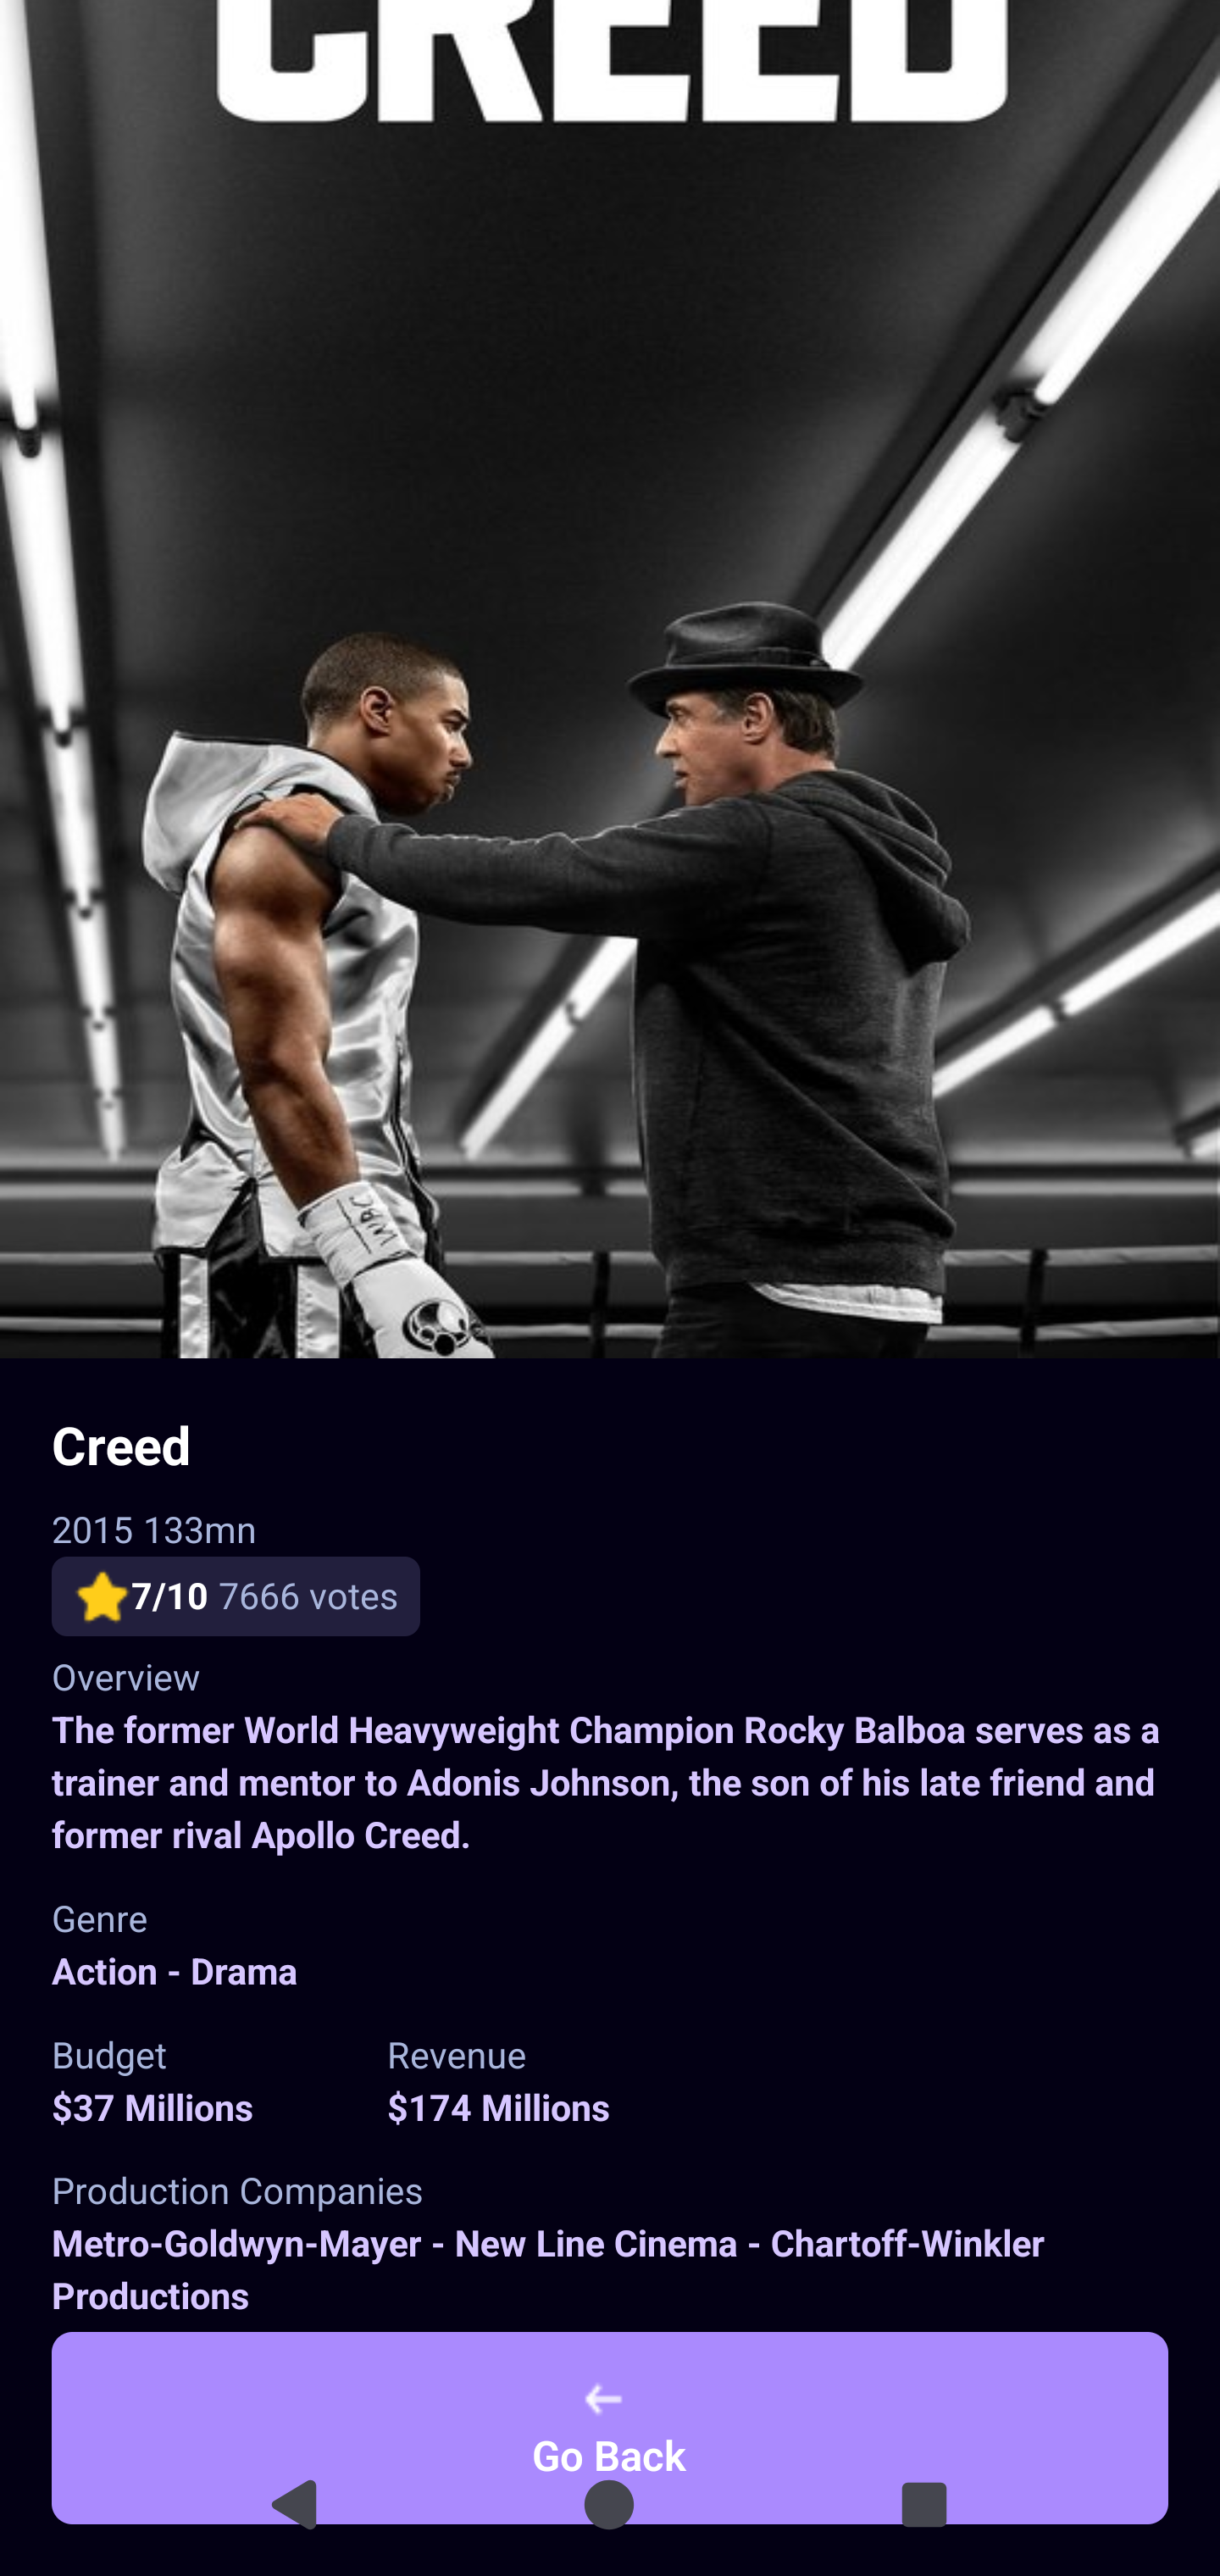 CREED
WBC
Creed
2015 133mn
7/10 7666 votes
Overview
The former World Heavyweight Champion Rocky Balboa serves as a
trainer and mentor to Adonis Johnson, the son of his late friend and
former rival Apollo Creed.
Genre
Action - Drama
Budget Revenue
$37 Millions $174 Millions
Production Companies
Metro-Goldwyn-Mayer - New Line Cinema - Chartoff-Winkler
Productions
Go Back